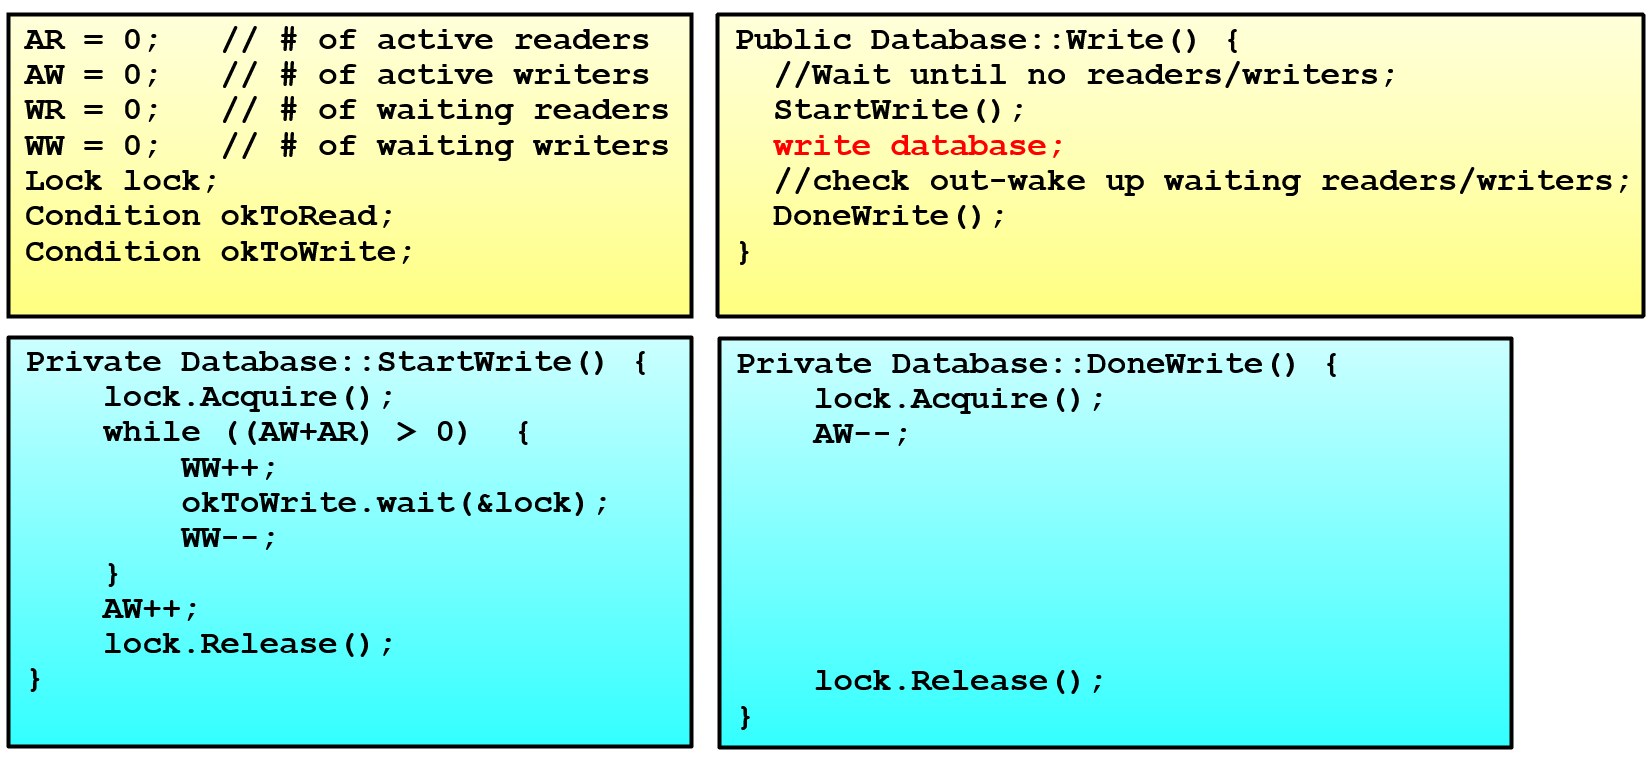 AR = 0;   // # of active readers
AW = 0;   // # of active writers
WR = 0;   // # of waiting readers
WW = 0;   // # of waiting writers
Lock lock;
Condition okToRead;
Condition okToWrite;
Public Database::Write() {
  //Wait until no readers/writers;
  StartWrite();
  write database;
  //check out-wake up waiting readers/writers;
  DoneWrite();
}
Private Database::StartWrite() {
    lock.Acquire();
    while ((AW+AR) > 0)  {
        WW++;
        okToWrite.wait(&lock);
        WW--;
    }
    AW++;
    lock.Release();
}
Private Database::DoneWrite() {
    lock.Acquire();
    AW--;
    lock.Release();
}